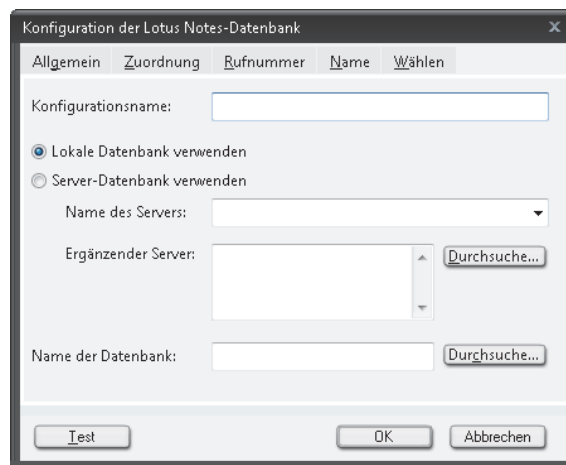 Konfiguration der Lotus Notes-Datenbank x
Allgemein Zuordnung Rufnummer Name Wählen
Konfigurationsname:
Lokale Datenbank verwenden
Server-Datenbank verwenden
Name des Servers:
Ergänzender Server: Durchsuche...
Name der Datenbank: Durchsuche...
Test OK Abbrechen